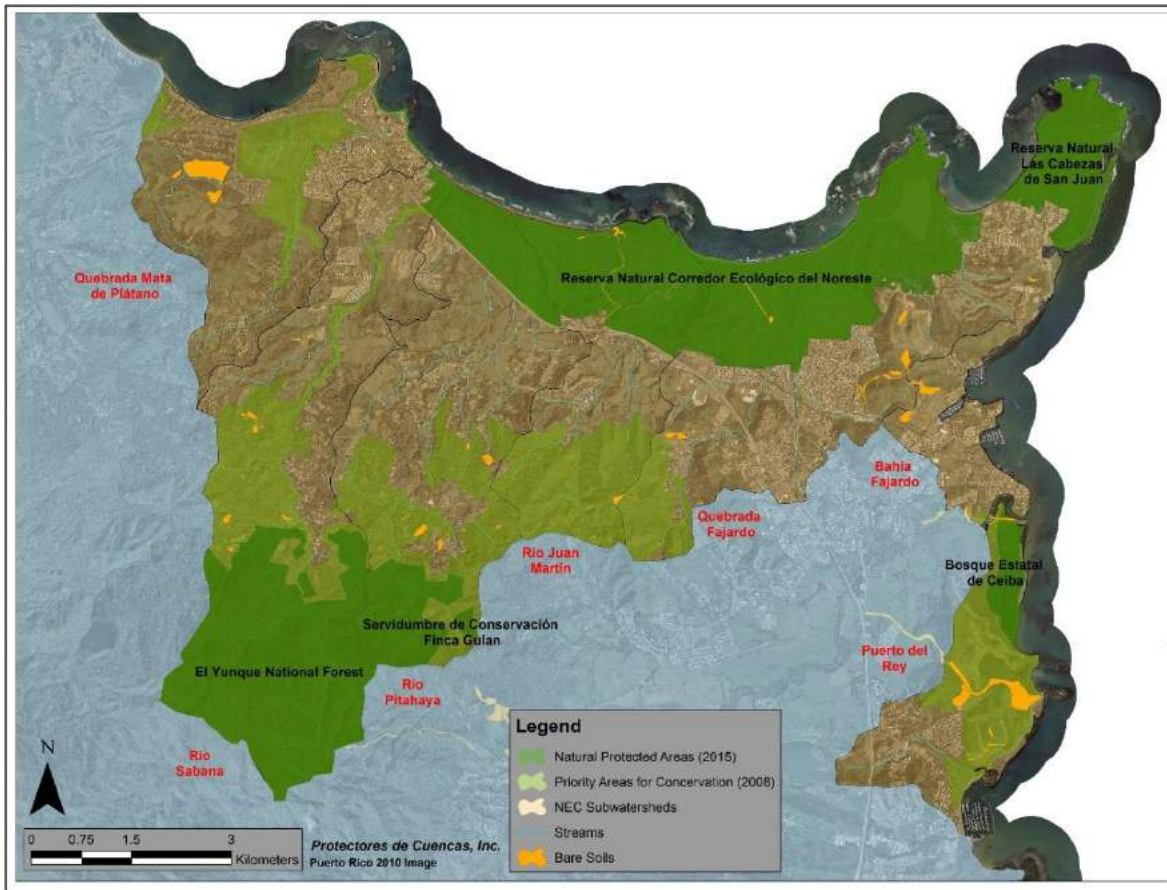 Reserva Natural
Las Cabezas
de San Juan
Quebrada Mata
de Plátano
Reserva Natural Corredor Ecológico del Noreste
Bahía
Fajardo
Quebrada
Fajardo
Río Juan
Martín
Bosque Estatal
de Ceiba
Servidumbre de Conservación
Finca Gulan
El Yunque National Forest
Puerto del
Rey
Río
Pitahaya
Río
Sabana
N
0 0.75 1.5 3
Kilometers
Protectores de Cuencas, Inc.
Puerto Rico 2010 Image
Legend
Natural Protected Areas (2015)
Priority Areas for Concervation (2008)
NEC Subwatersheds
Streams
Bare Soils